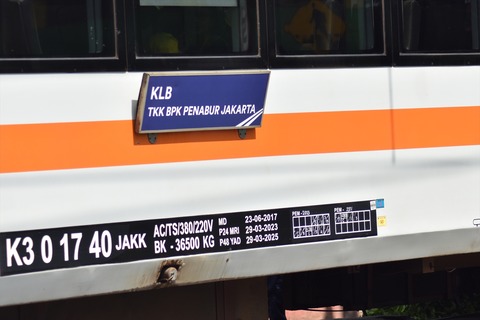 KLB
TKK BPK PENABUR JAKARTA
K3 0 17 40 JAKK
AC/TS/380/220V
BK - 36500 KG
MD 23-06-2017
P24 MRI 29-03-2023
P48 YAD 29-03-2025